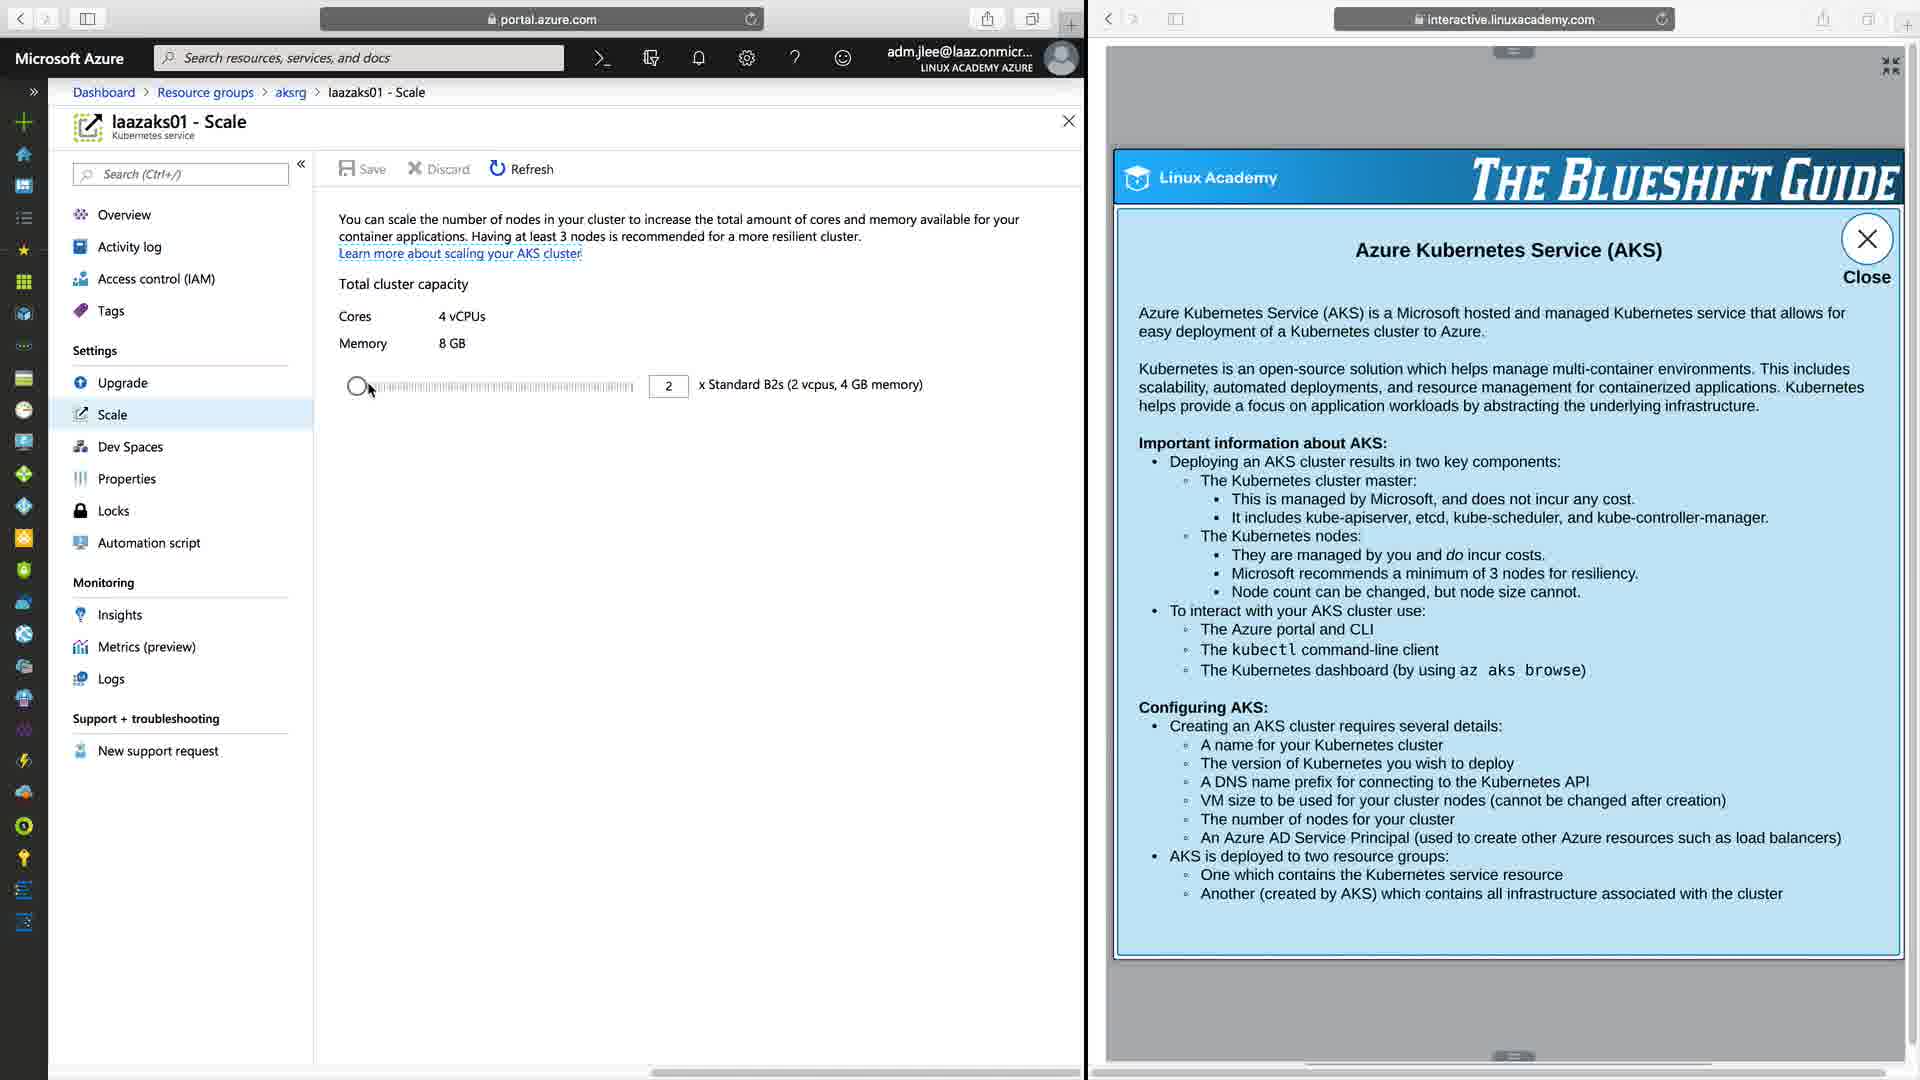 portal.azure.com
Microsoft Azure
Search resources, services, and docs
adm.jlee@laaz.onmicr...
LINUX ACADEMY AZURE
Dashboard > Resource groups > aksrg > laazaks01 - Scale
laazaks01 - Scale
Kubernetes service
Search (Ctrl+/)
Overview
Activity log
Access control (IAM)
Tags
Settings
Upgrade
Scale
Dev Spaces
Properties
Locks
Automation script
Monitoring
Insights
Metrics (preview)
Logs
Support + troubleshooting
New support request
Save Discard Refresh
You can scale the number of nodes in your cluster to increase the total amount of cores and memory available for your
container applications. Having at least 3 nodes is recommended for a more resilient cluster.
Learn more about scaling your AKS cluster
Total cluster capacity
Cores 4 vCPUs
Memory 8 GB
2 x Standard B2s (2 vcpus, 4 GB memory)
interactive.linuxacademy.com
Linux Academy
THE BLUESHIFT GUIDE
Azure Kubernetes Service (AKS)
Close
Azure Kubernetes Service (AKS) is a Microsoft hosted and managed Kubernetes service that allows for
easy deployment of a Kubernetes cluster to Azure.
Kubernetes is an open-source solution which helps manage multi-container environments. This includes
scalability, automated deployments, and resource management for containerized applications. Kubernetes
helps provide a focus on application workloads by abstracting the underlying infrastructure.
Important information about AKS:
• Deploying an AKS cluster results in two key components:
◦ The Kubernetes cluster master:
▪ This is managed by Microsoft, and does not incur any cost.
▪ It includes kube-apiserver, etcd, kube-scheduler, and kube-controller-manager.
◦ The Kubernetes nodes:
▪ They are managed by you and do incur costs.
▪ Microsoft recommends a minimum of 3 nodes for resiliency.
▪ Node count can be changed, but node size cannot.
• To interact with your AKS cluster use:
◦ The Azure portal and CLI
◦ The kubectl command-line client
◦ The Kubernetes dashboard (by using az aks browse)
Configuring AKS:
• Creating an AKS cluster requires several details:
◦ A name for your Kubernetes cluster
◦ The version of Kubernetes you wish to deploy
◦ A DNS name prefix for connecting to the Kubernetes API
◦ VM size to be used for your cluster nodes (cannot be changed after creation)
◦ The number of nodes for your cluster
◦ An Azure AD Service Principal (used to create other Azure resources such as load balancers)
• AKS is deployed to two resource groups:
◦ One which contains the Kubernetes service resource
◦ Another (created by AKS) which contains all infrastructure associated with the cluster